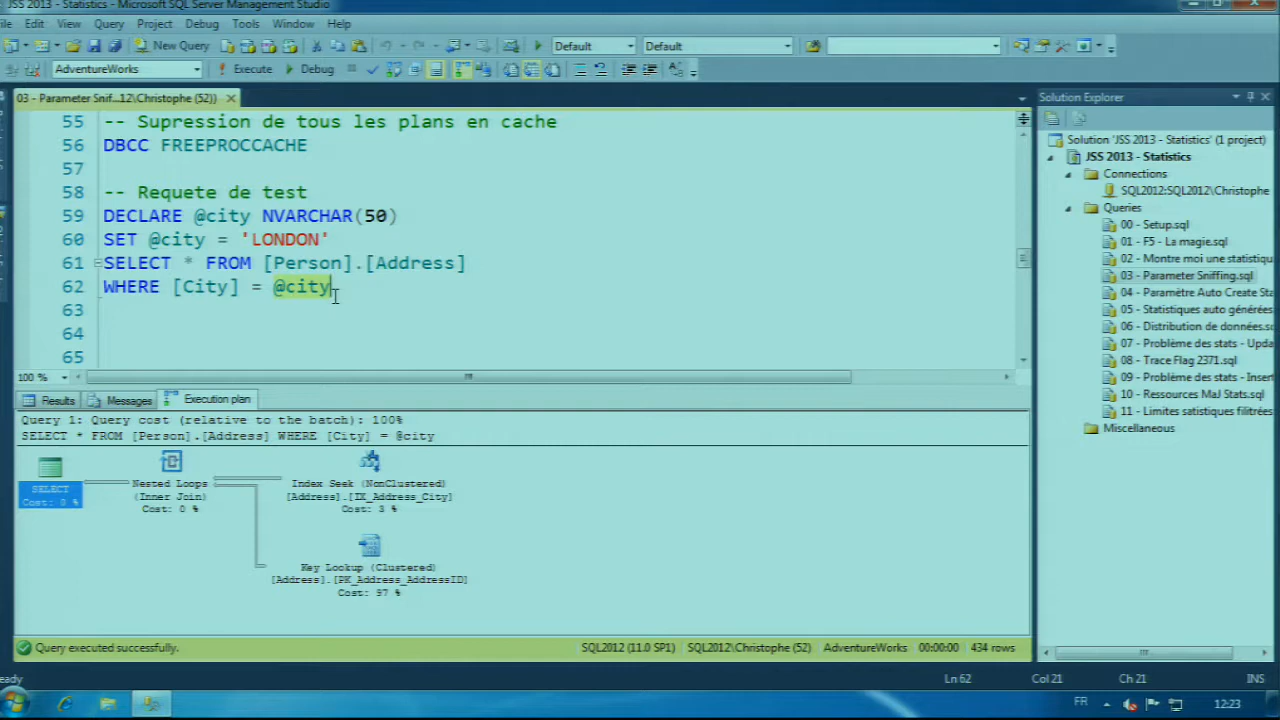 JSS 2013 - Statistics - Microsoft SQL Server Management Studio
File Edit View Query Project Debug Tools Window Help
New Query Default Default
AdventureWorks Execute Debug
03 - Parameter Snif...12\Christophe (52))
55 -- Supression de tous les plans en cache
56 DBCC FREEPROCCACHE
57
58 -- Requete de test
59 DECLARE @city NVARCHAR(50)
60 SET @city = 'LONDON'
61 SELECT * FROM [Person].[Address]
62 WHERE [City] = @city
63
64
65
100 %
Results Messages Execution plan
Query 1: Query cost (relative to the batch): 100%
SELECT * FROM [Person].[Address] WHERE [City] = @city
SELECT
Cost: 0 %
Nested Loops
(Inner Join)
Cost: 0 %
Index Seek (NonClustered)
[Address].[IX_Address_City]
Cost: 3 %
Key Lookup (Clustered)
[Address].[PK_Address_AddressID]
Cost: 97 %
Query executed successfully. SQL2012 (11.0 SP1) SQL2012\Christophe (52) AdventureWorks 00:00:00 434 rows
Solution Explorer
Solution 'JSS 2013 - Statistics' (1 project)
JSS 2013 - Statistics
Connections
SQL2012:SQL2012\Christophe
Queries
00 - Setup.sql
01 - F5 - La magie.sql
02 - Montre moi une statistiqu
03 - Parameter Sniffing.sql
04 - Paramètre Auto Create Sta
05 - Statistiques auto générées
06 - Distribution de données.s
07 - Problème des stats - Upda
08 - Trace Flag 2371.sql
09 - Problème des stats - Inser
10 - Ressources MaJ Stats.sql
11 - Limites satistiques filitrées
Miscellaneous
eady Ln 62 Col 21 Ch 21 INS
FR 12:23